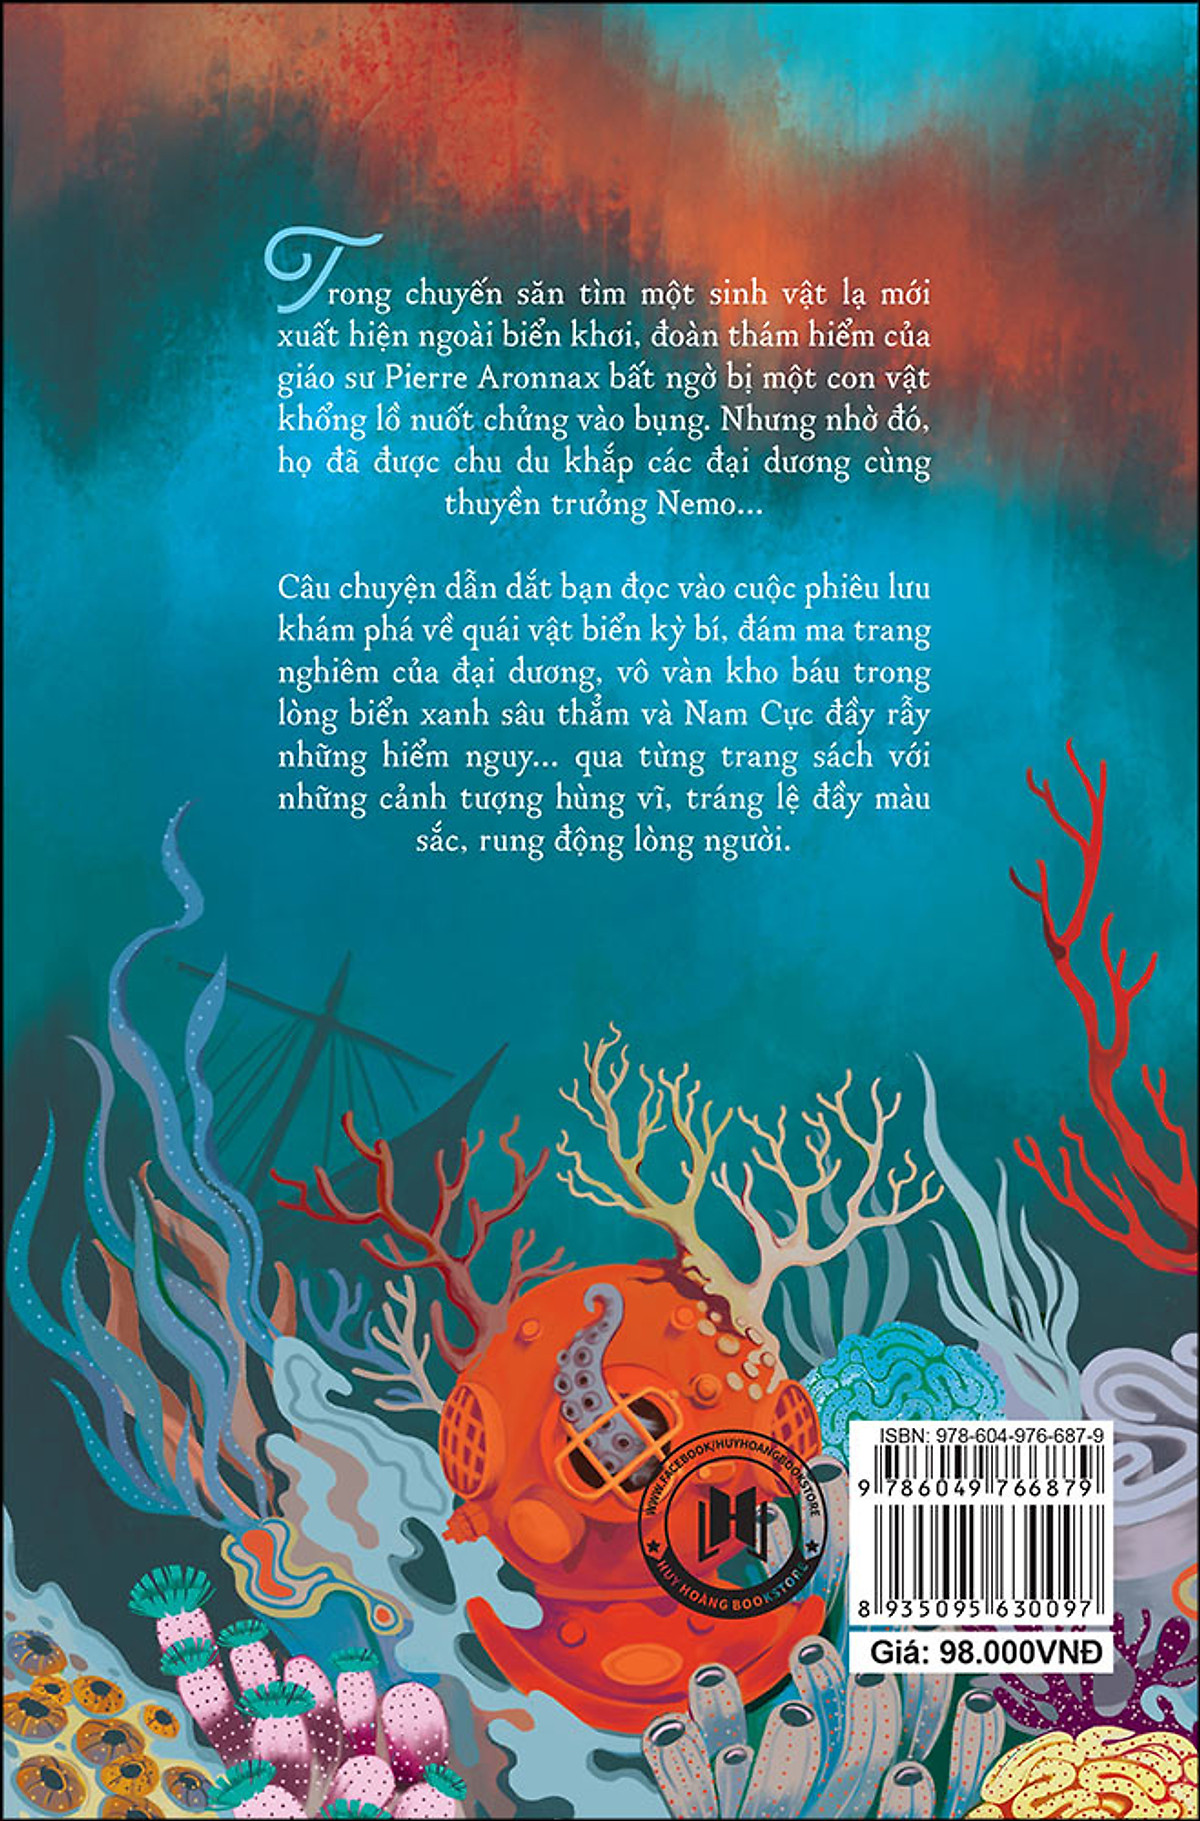 Trong chuyến săn tìm một sinh vật lạ mới
xuất hiện ngoài biển khơi, đoàn thám hiểm của
giáo sư Pierre Aronnax bất ngờ bị một con vật
khổng lồ nuốt chửng vào bụng. Nhưng nhờ đó,
họ đã được chu du khắp các đại dương cùng
thuyền trưởng Nemo...
Câu chuyện dẫn dắt bạn đọc vào cuộc phiêu lưu
khám phá về quái vật biển kỳ bí, đám ma trang
nghiêm của đại dương, vô vàn kho báu trong
lòng biển xanh sâu thẳm và Nam Cực đầy rẫy
những hiểm nguy... qua từng trang sách với
những cảnh tượng hùng vĩ, tráng lệ đầy màu
sắc, rung động lòng người.
WWW.FACEBOOK/HUYHOANGBOOKSTORE
HUY HOANG BOOKSTORE
ISBN: 978-604-976-687-9
9 786049 766879
8 935095 630097
Giá: 98.000VNĐ